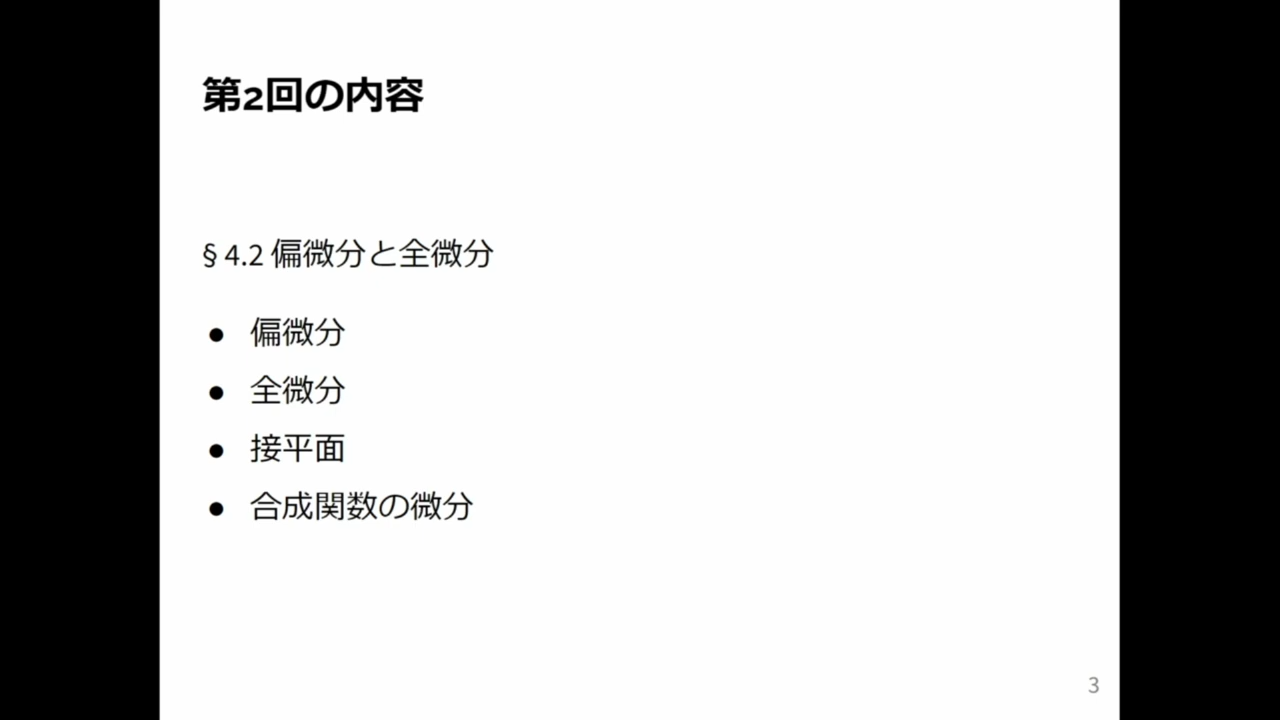 第2回の内容
§ 4.2 偏微分と全微分
● 偏微分
● 全微分
● 接平面
● 合成関数の微分
3